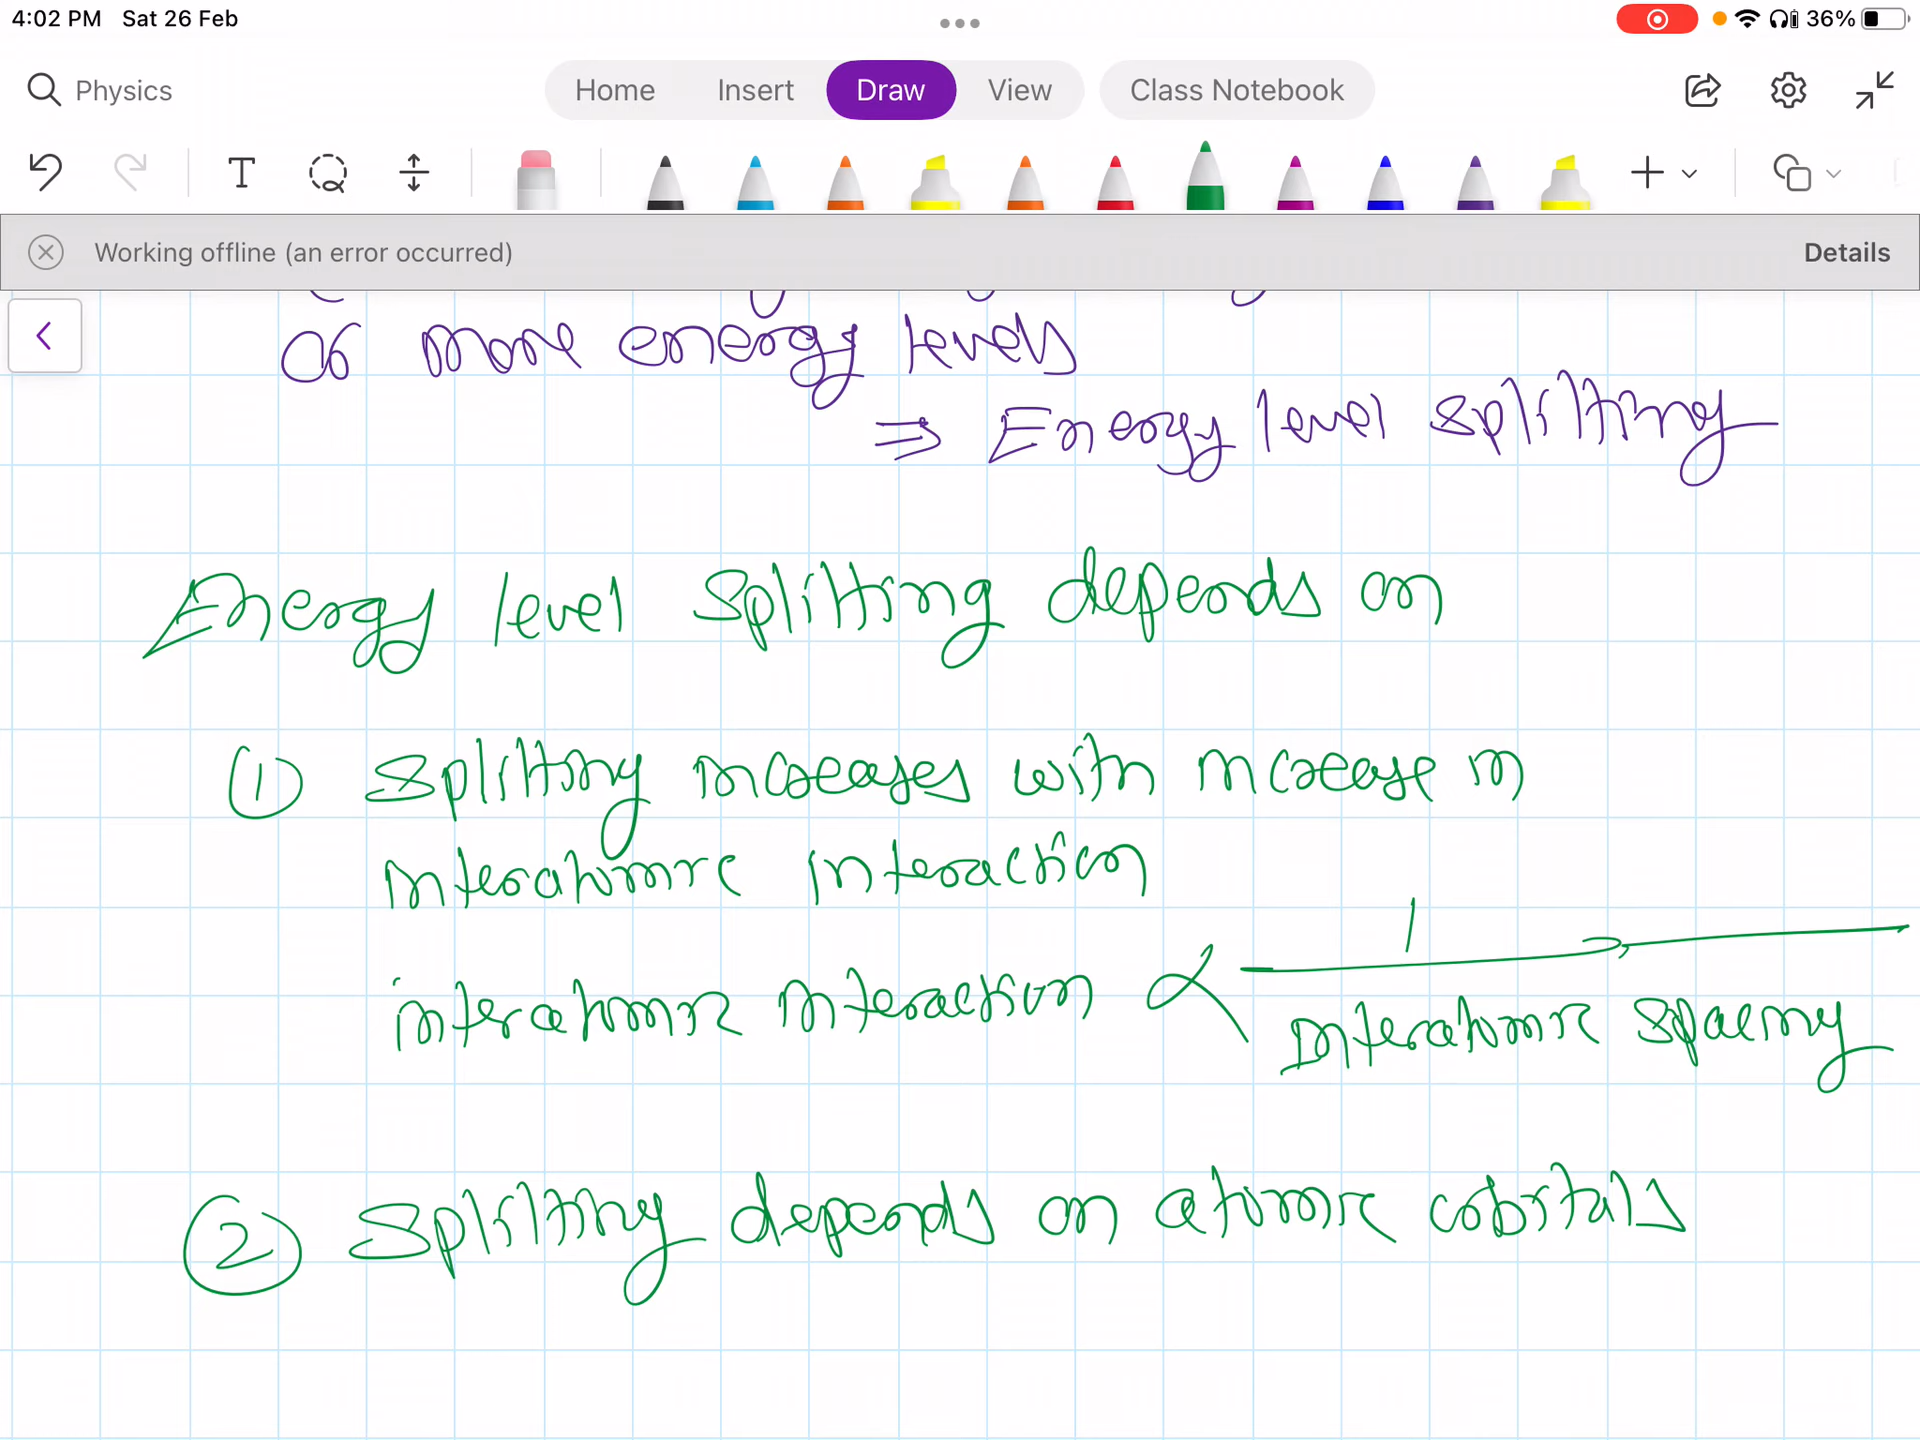 4:02 PM Sat 26 Feb
36%
Physics
Home Insert Draw View Class Notebook
T
Working offline (an error occurred) Details
or more energy levels
⇒ Energy level splitting
Energy level splitting depends on
① Splitting increases with increase in
interatomic interaction
interatomic interaction ∝ 1
Interatomic spacing
② Splitting depends on atomic orbitals